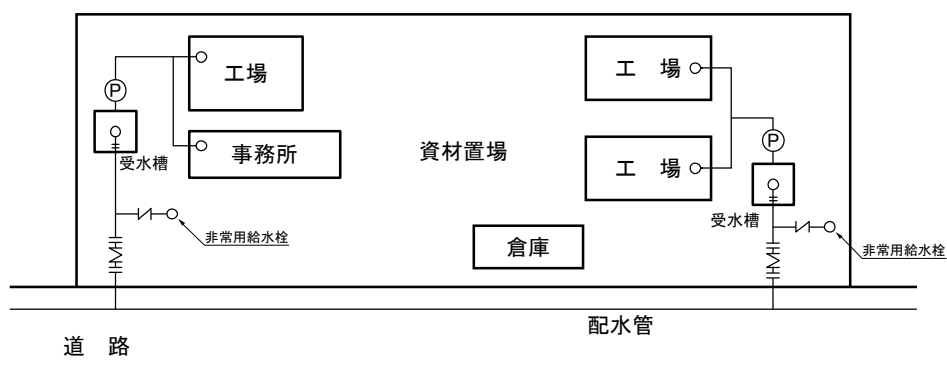 工場
工 場
P
事務所
資材置場
工 場
P
受水槽
受水槽
非常用給水栓
倉庫
非常用給水栓
配水管
道 路